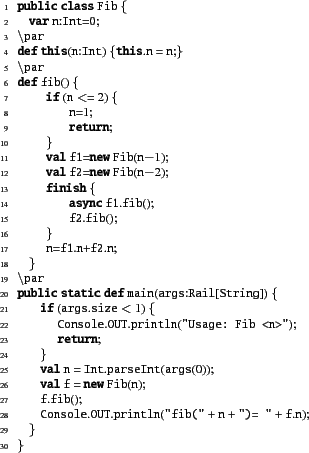 1 public class Fib {
2 var n:Int=0;
3 \par
4 def this(n:Int) {this.n = n;}
5 \par
6 def fib() {
7 if (n <= 2) {
8 n=1;
9 return;
10 }
11 val f1=new Fib(n−1);
12 val f2=new Fib(n−2);
13 finish {
14 async f1.fib();
15 f2.fib();
16 }
17 n=f1.n+f2.n;
18 }
19 \par
20 public static def main(args:Rail[String]) {
21 if (args.size < 1) {
22 Console.OUT.println("Usage: Fib <n>");
23 return;
24 }
25 val n = Int.parseInt(args(0));
26 val f = new Fib(n);
27 f.fib();
28 Console.OUT.println("fib(" + n + ")= " + f.n);
29 }
30 }